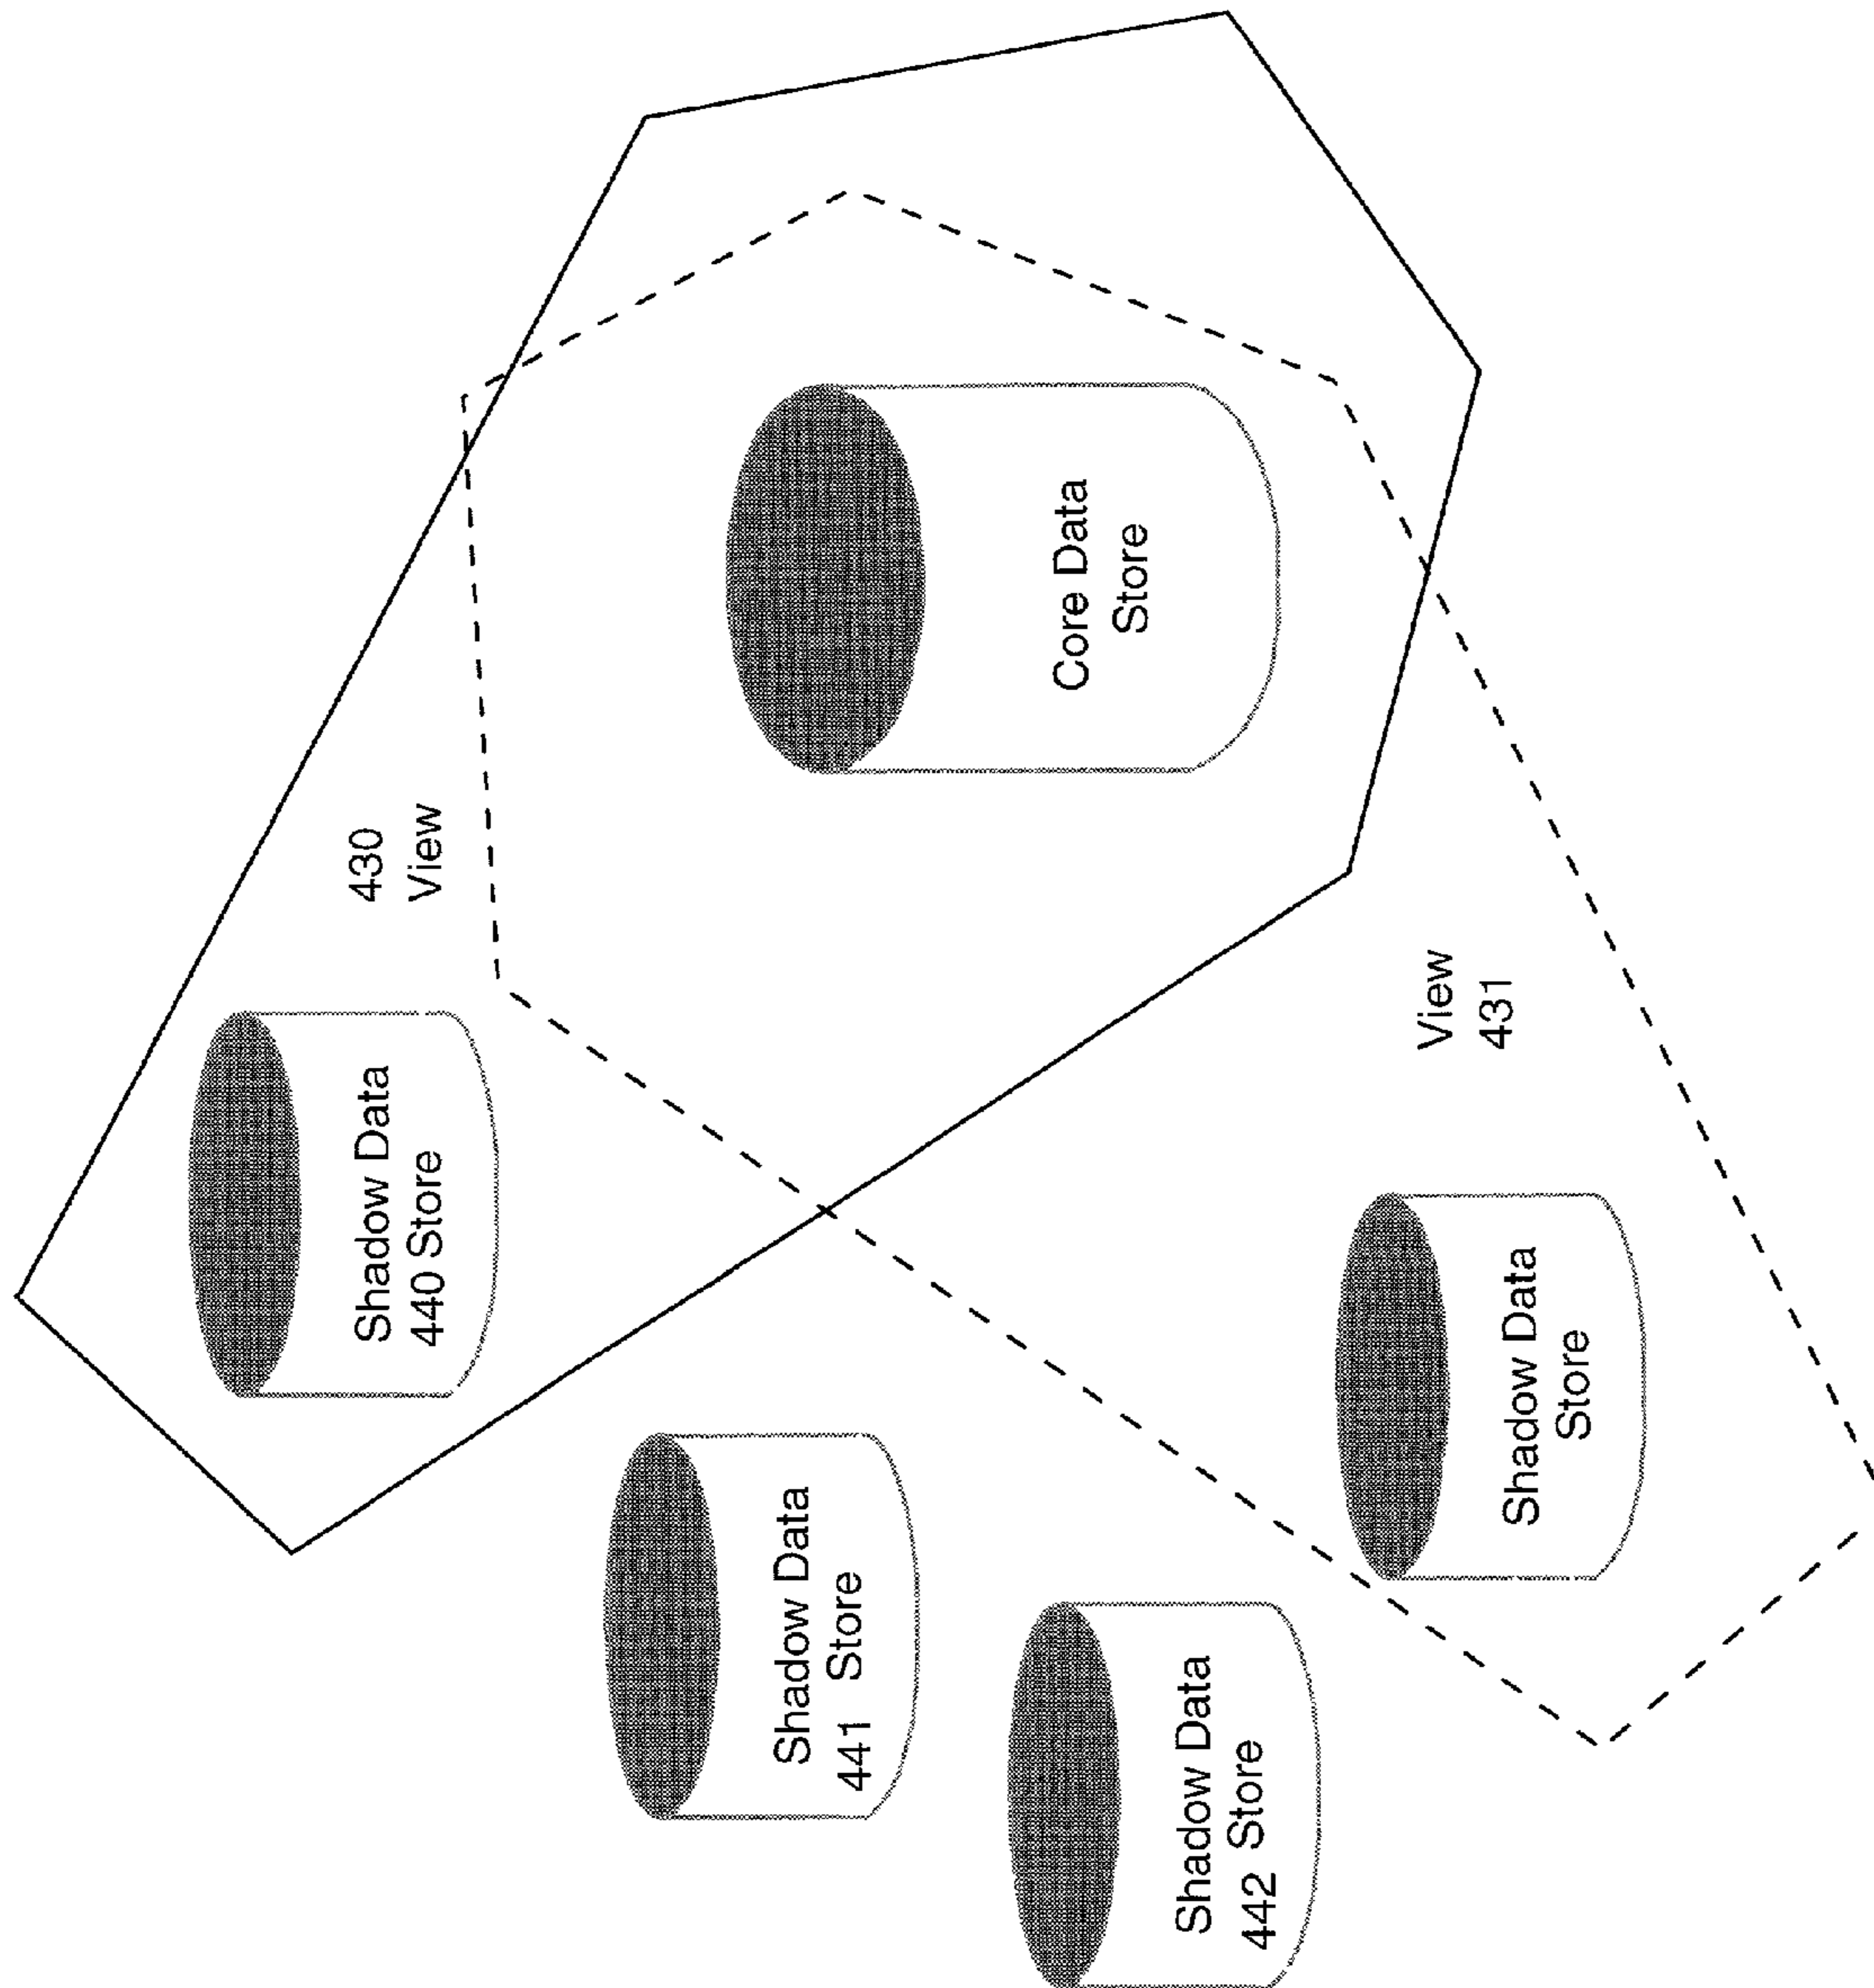 430
View
Shadow Data
440 Store
Core Data
Store
Shadow Data
441 Store
Shadow Data
442 Store
View
431
Shadow Data
Store